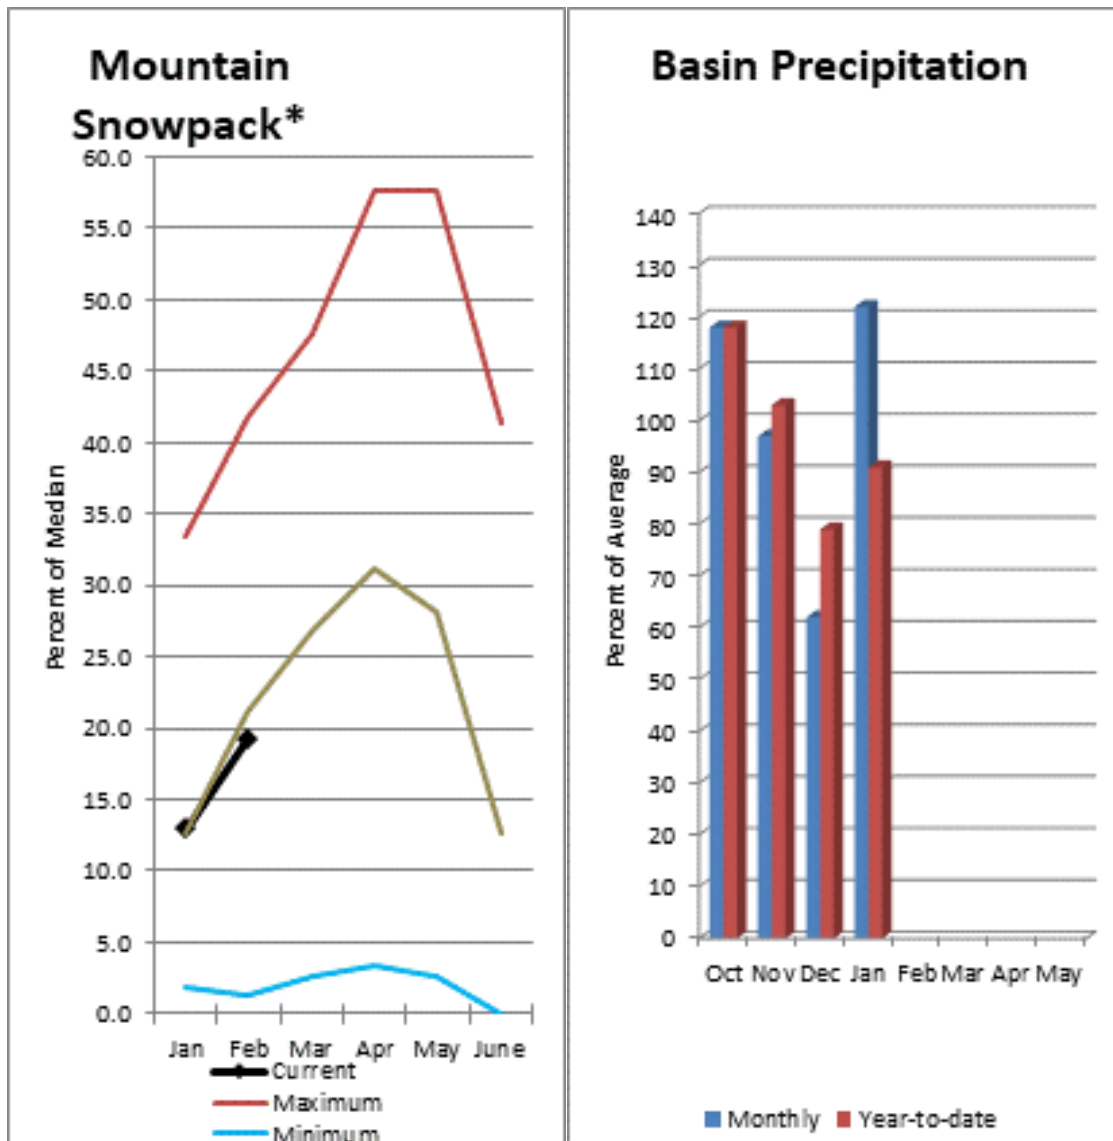 Mountain
Snowpack*
60.0
55.0
50.0
45.0
40.0
35.0
30.0
25.0
20.0
15.0
10.0
5.0
0.0
Percent of Median
Jan Feb Mar Apr May June
Current
Maximum
Minimum
Basin Precipitation
140
130
120
110
100
90
80
70
60
50
40
30
20
10
0
Percent of Average
Oct Nov Dec Jan Feb Mar Apr May
Monthly Year-to-date